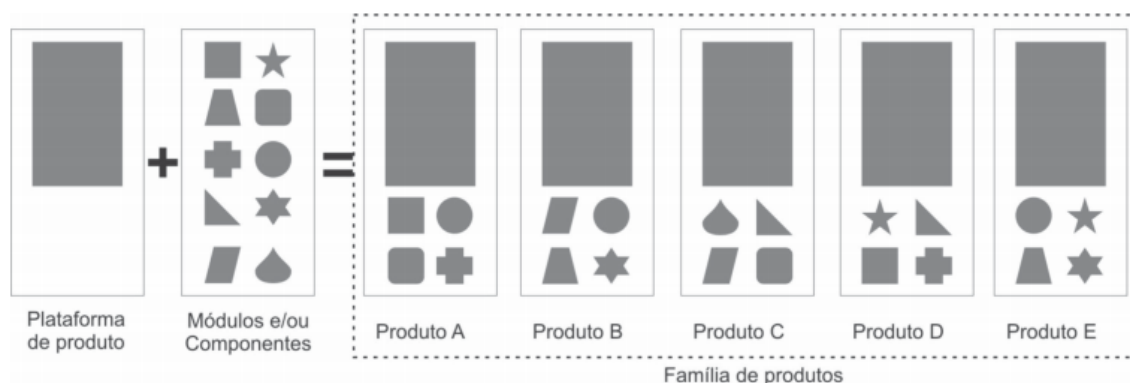 Plataforma
de produto
Módulos e/ou
Componentes
Produto A
Produto B
Produto C
Produto D
Produto E
Família de produtos